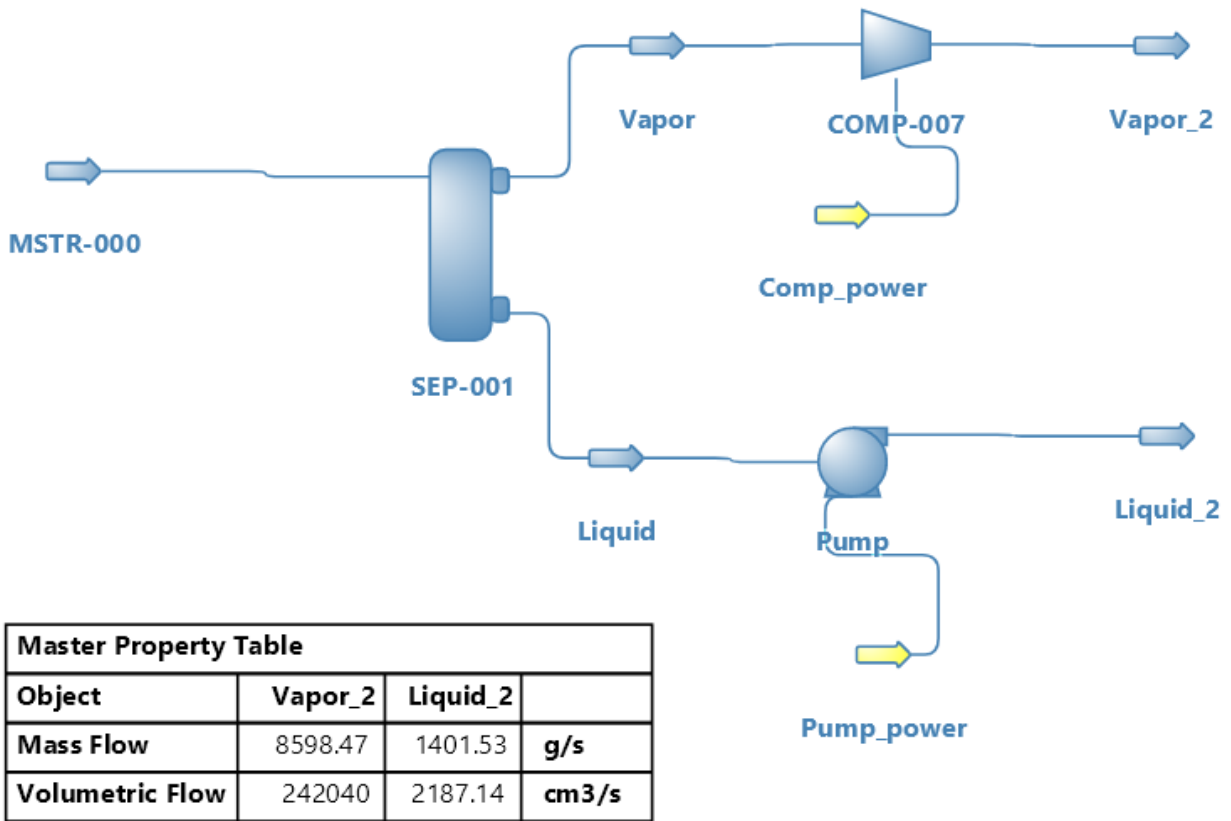 Vapor
COMP-007
Vapor_2
MSTR-000
Comp_power
SEP-001
Liquid
Pump
Liquid_2
Pump_power
Master Property Table
Object Vapor_2 Liquid_2
Mass Flow 8598.47 1401.53 g/s
Volumetric Flow 242040 2187.14 cm3/s